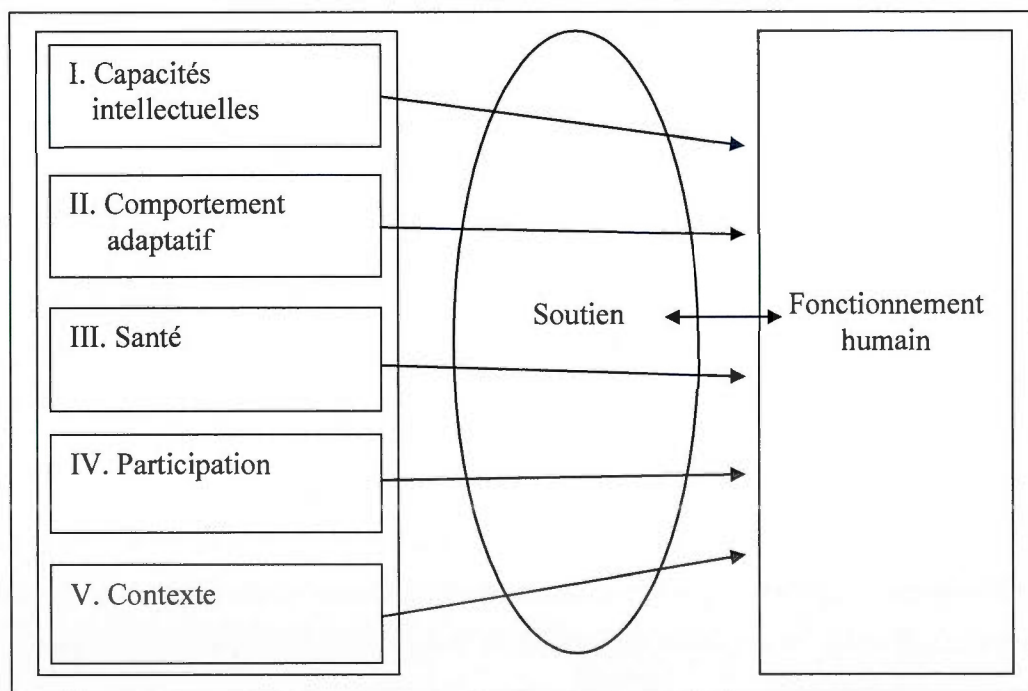 I. Capacités
intellectuelles
II. Comportement
adaptatif
III. Santé
IV. Participation
V. Contexte
Soutien
Fonctionnement
humain